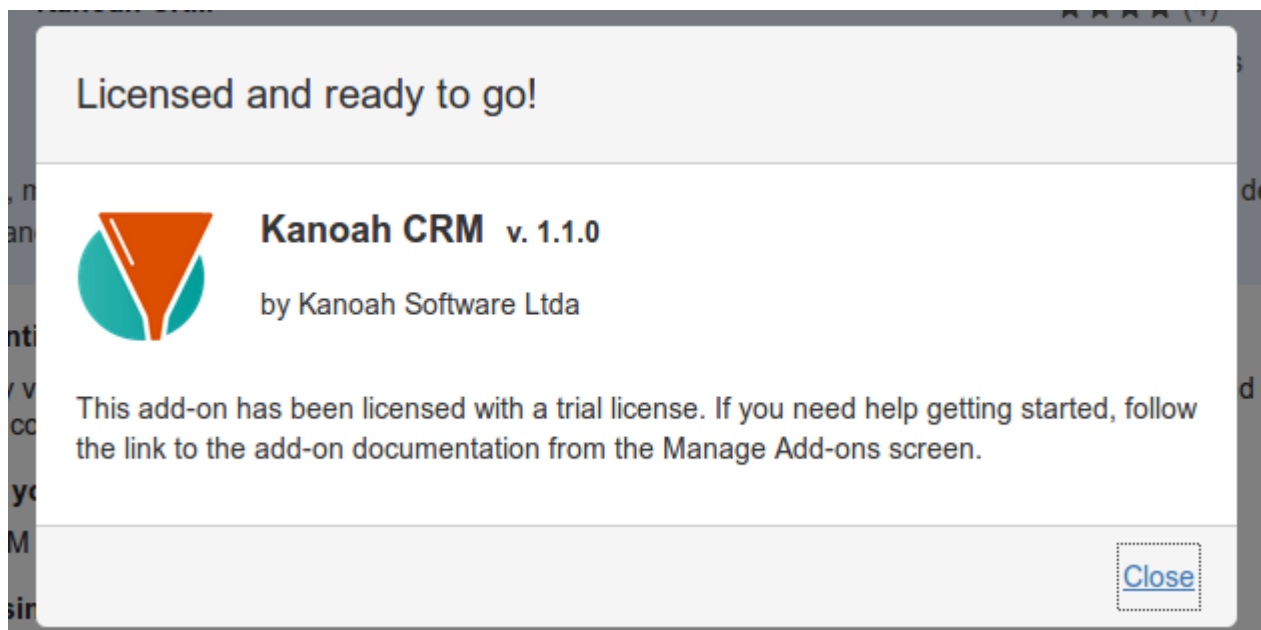 Licensed and ready to go!
Kanoah CRM v. 1.1.0
by Kanoah Software Ltda
This add-on has been licensed with a trial license. If you need help getting started, follow
the link to the add-on documentation from the Manage Add-ons screen.
Close